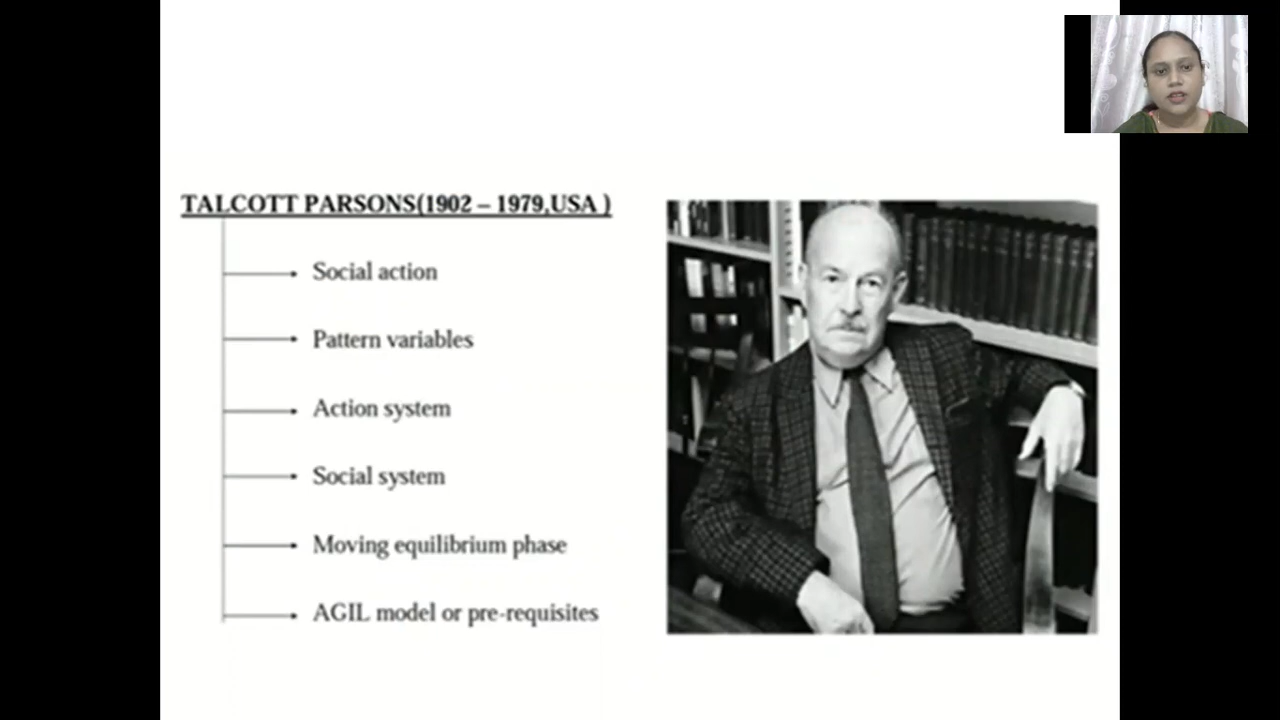 TALCOTT PARSONS(1902 – 1979,USA )
Social action
Pattern variables
Action system
Social system
Moving equilibrium phase
AGIL model or pre-requisites